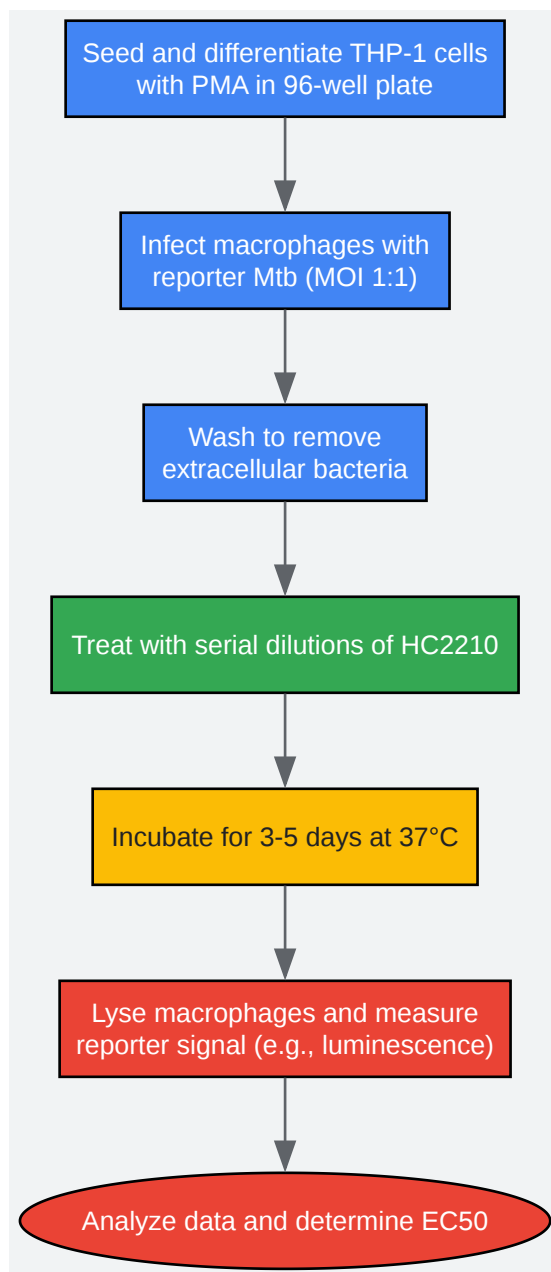 Seed and differentiate THP-1 cells
with PMA in 96-well plate
Infect macrophages with
reporter Mtb (MOI 1:1)
Wash to remove
extracellular bacteria
Treat with serial dilutions of HC2210
Incubate for 3-5 days at 37°C
Lyse macrophages and measure
reporter signal (e.g., luminescence)
Analyze data and determine EC50